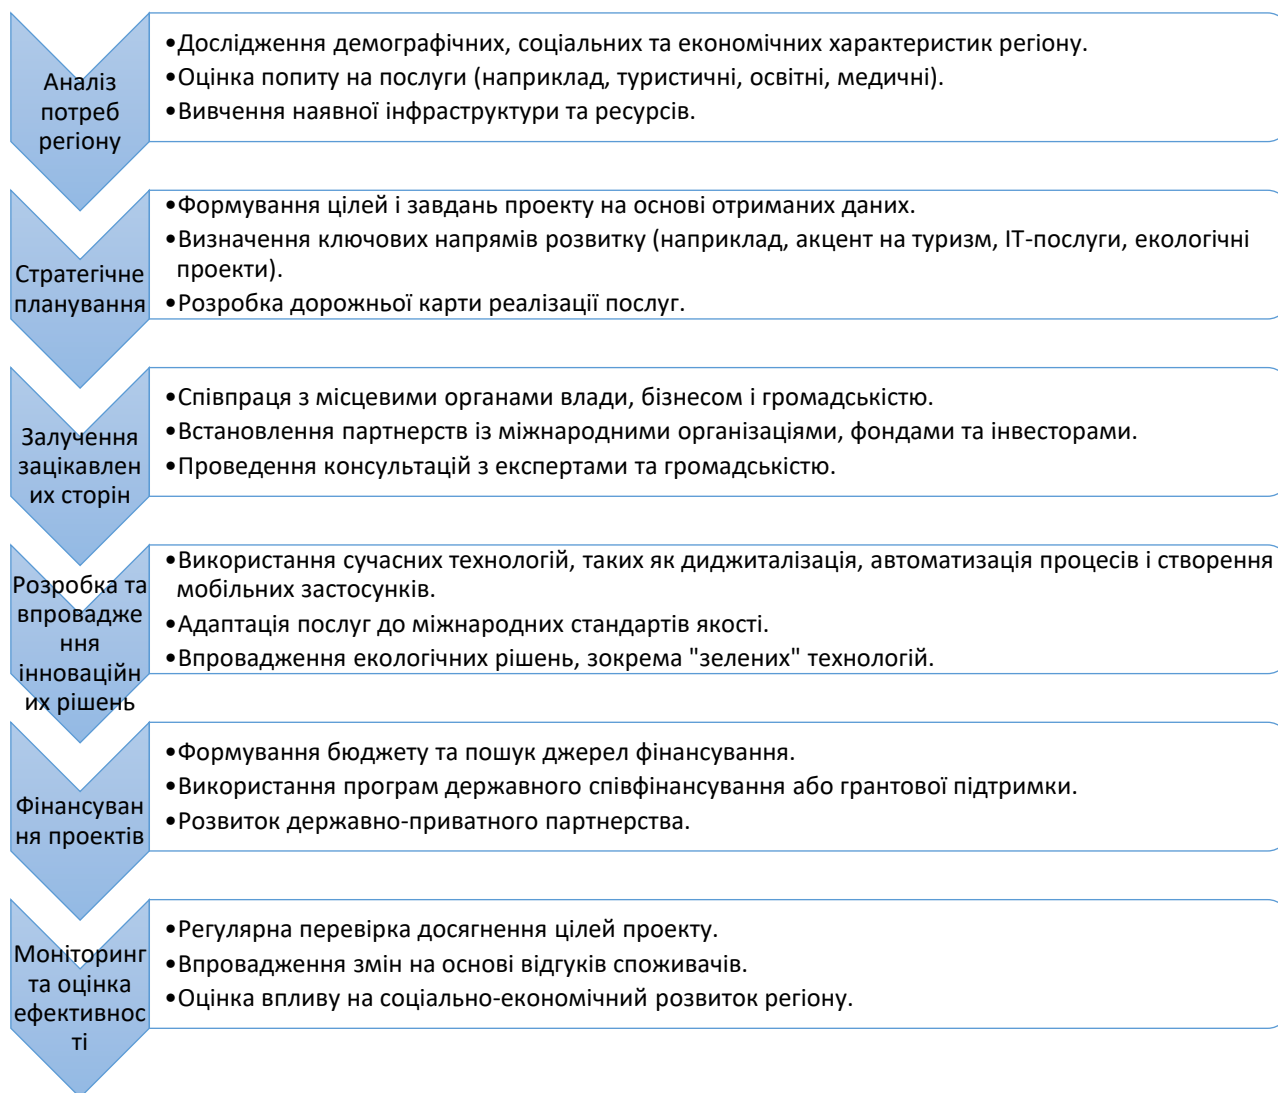 Аналіз
потреб
регіону
•Дослідження демографічних, соціальних та економічних характеристик регіону.
•Оцінка попиту на послуги (наприклад, туристичні, освітні, медичні).
•Вивчення наявної інфраструктури та ресурсів.
Стратегічне
планування
•Формування цілей і завдань проекту на основі отриманих даних.
•Визначення ключових напрямів розвитку (наприклад, акцент на туризм, ІТ-послуги, екологічні
проекти).
•Розробка дорожньої карти реалізації послуг.
Залучення
зацікавлен
их сторін
•Співпраця з місцевими органами влади, бізнесом і громадськістю.
•Встановлення партнерств із міжнародними організаціями, фондами та інвесторами.
•Проведення консультацій з експертами та громадськістю.
Розробка та
впровадже
ння
інноваційн
их рішень
•Використання сучасних технологій, таких як диджиталізація, автоматизація процесів і створення
мобільних застосунків.
•Адаптація послуг до міжнародних стандартів якості.
•Впровадження екологічних рішень, зокрема "зелених" технологій.
Фінансуван
ня проектів
•Формування бюджету та пошук джерел фінансування.
•Використання програм державного співфінансування або грантової підтримки.
•Розвиток державно-приватного партнерства.
Моніторинг
та оцінка
ефективнос
ті
•Регулярна перевірка досягнення цілей проекту.
•Впровадження змін на основі відгуків споживачів.
•Оцінка впливу на соціально-економічний розвиток регіону.